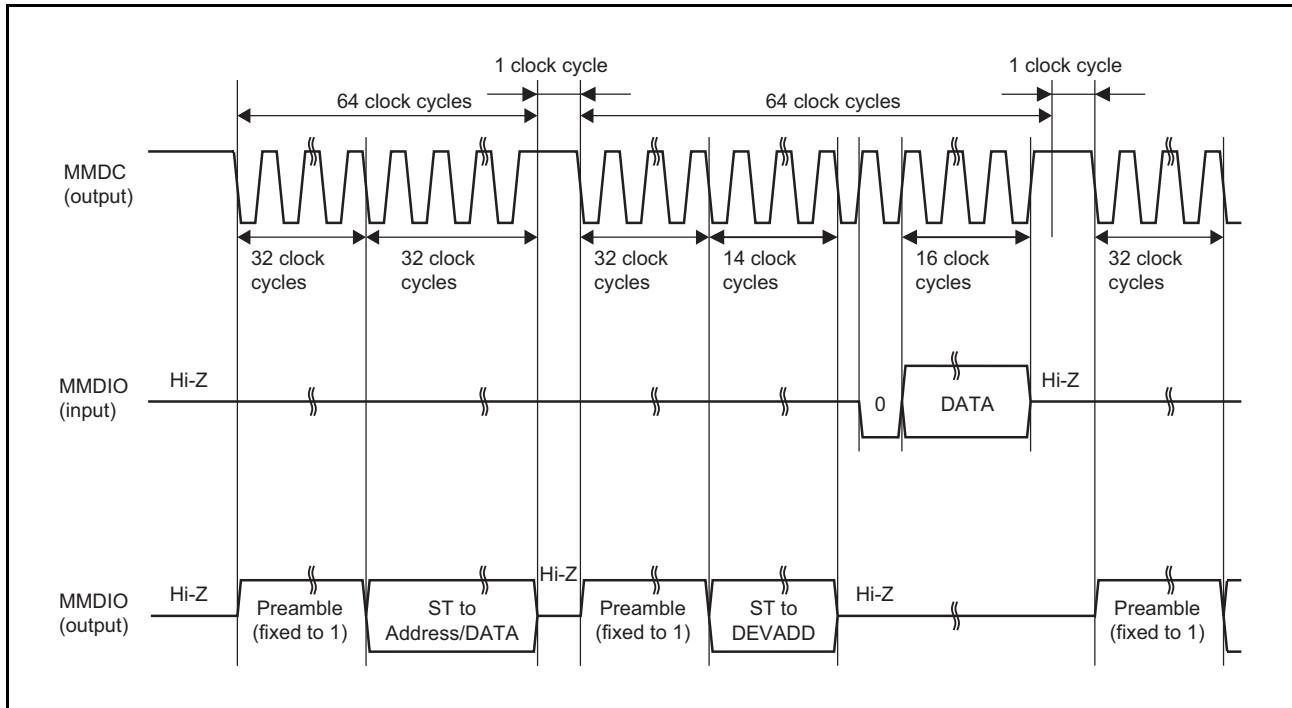 1 clock cycle
1 clock cycle
64 clock cycles
64 clock cycles
MMDC
(output)
32 clock
cycles
32 clock
cycles
32 clock
cycles
14 clock
cycles
16 clock
cycles
32 clock
cycles
MMDIO
(input)
Hi-Z
0
DATA
Hi-Z
MMDIO
(output)
Hi-Z
Preamble
(fixed to 1)
ST to
Address/DATA
Hi-Z
Preamble
(fixed to 1)
ST to
DEVADD
Hi-Z
Preamble
(fixed to 1)